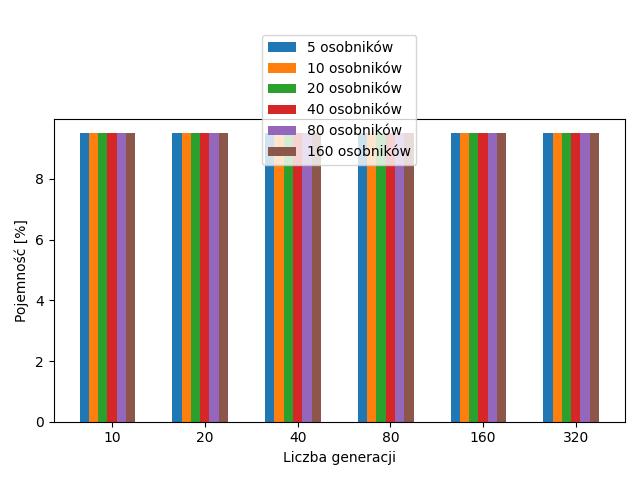 5 osobników
10 osobników
20 osobników
40 osobników
80 osobników
160 osobników
Pojemność [%]
8
6
4
2
0
10 20 40 80 160 320
Liczba generacji